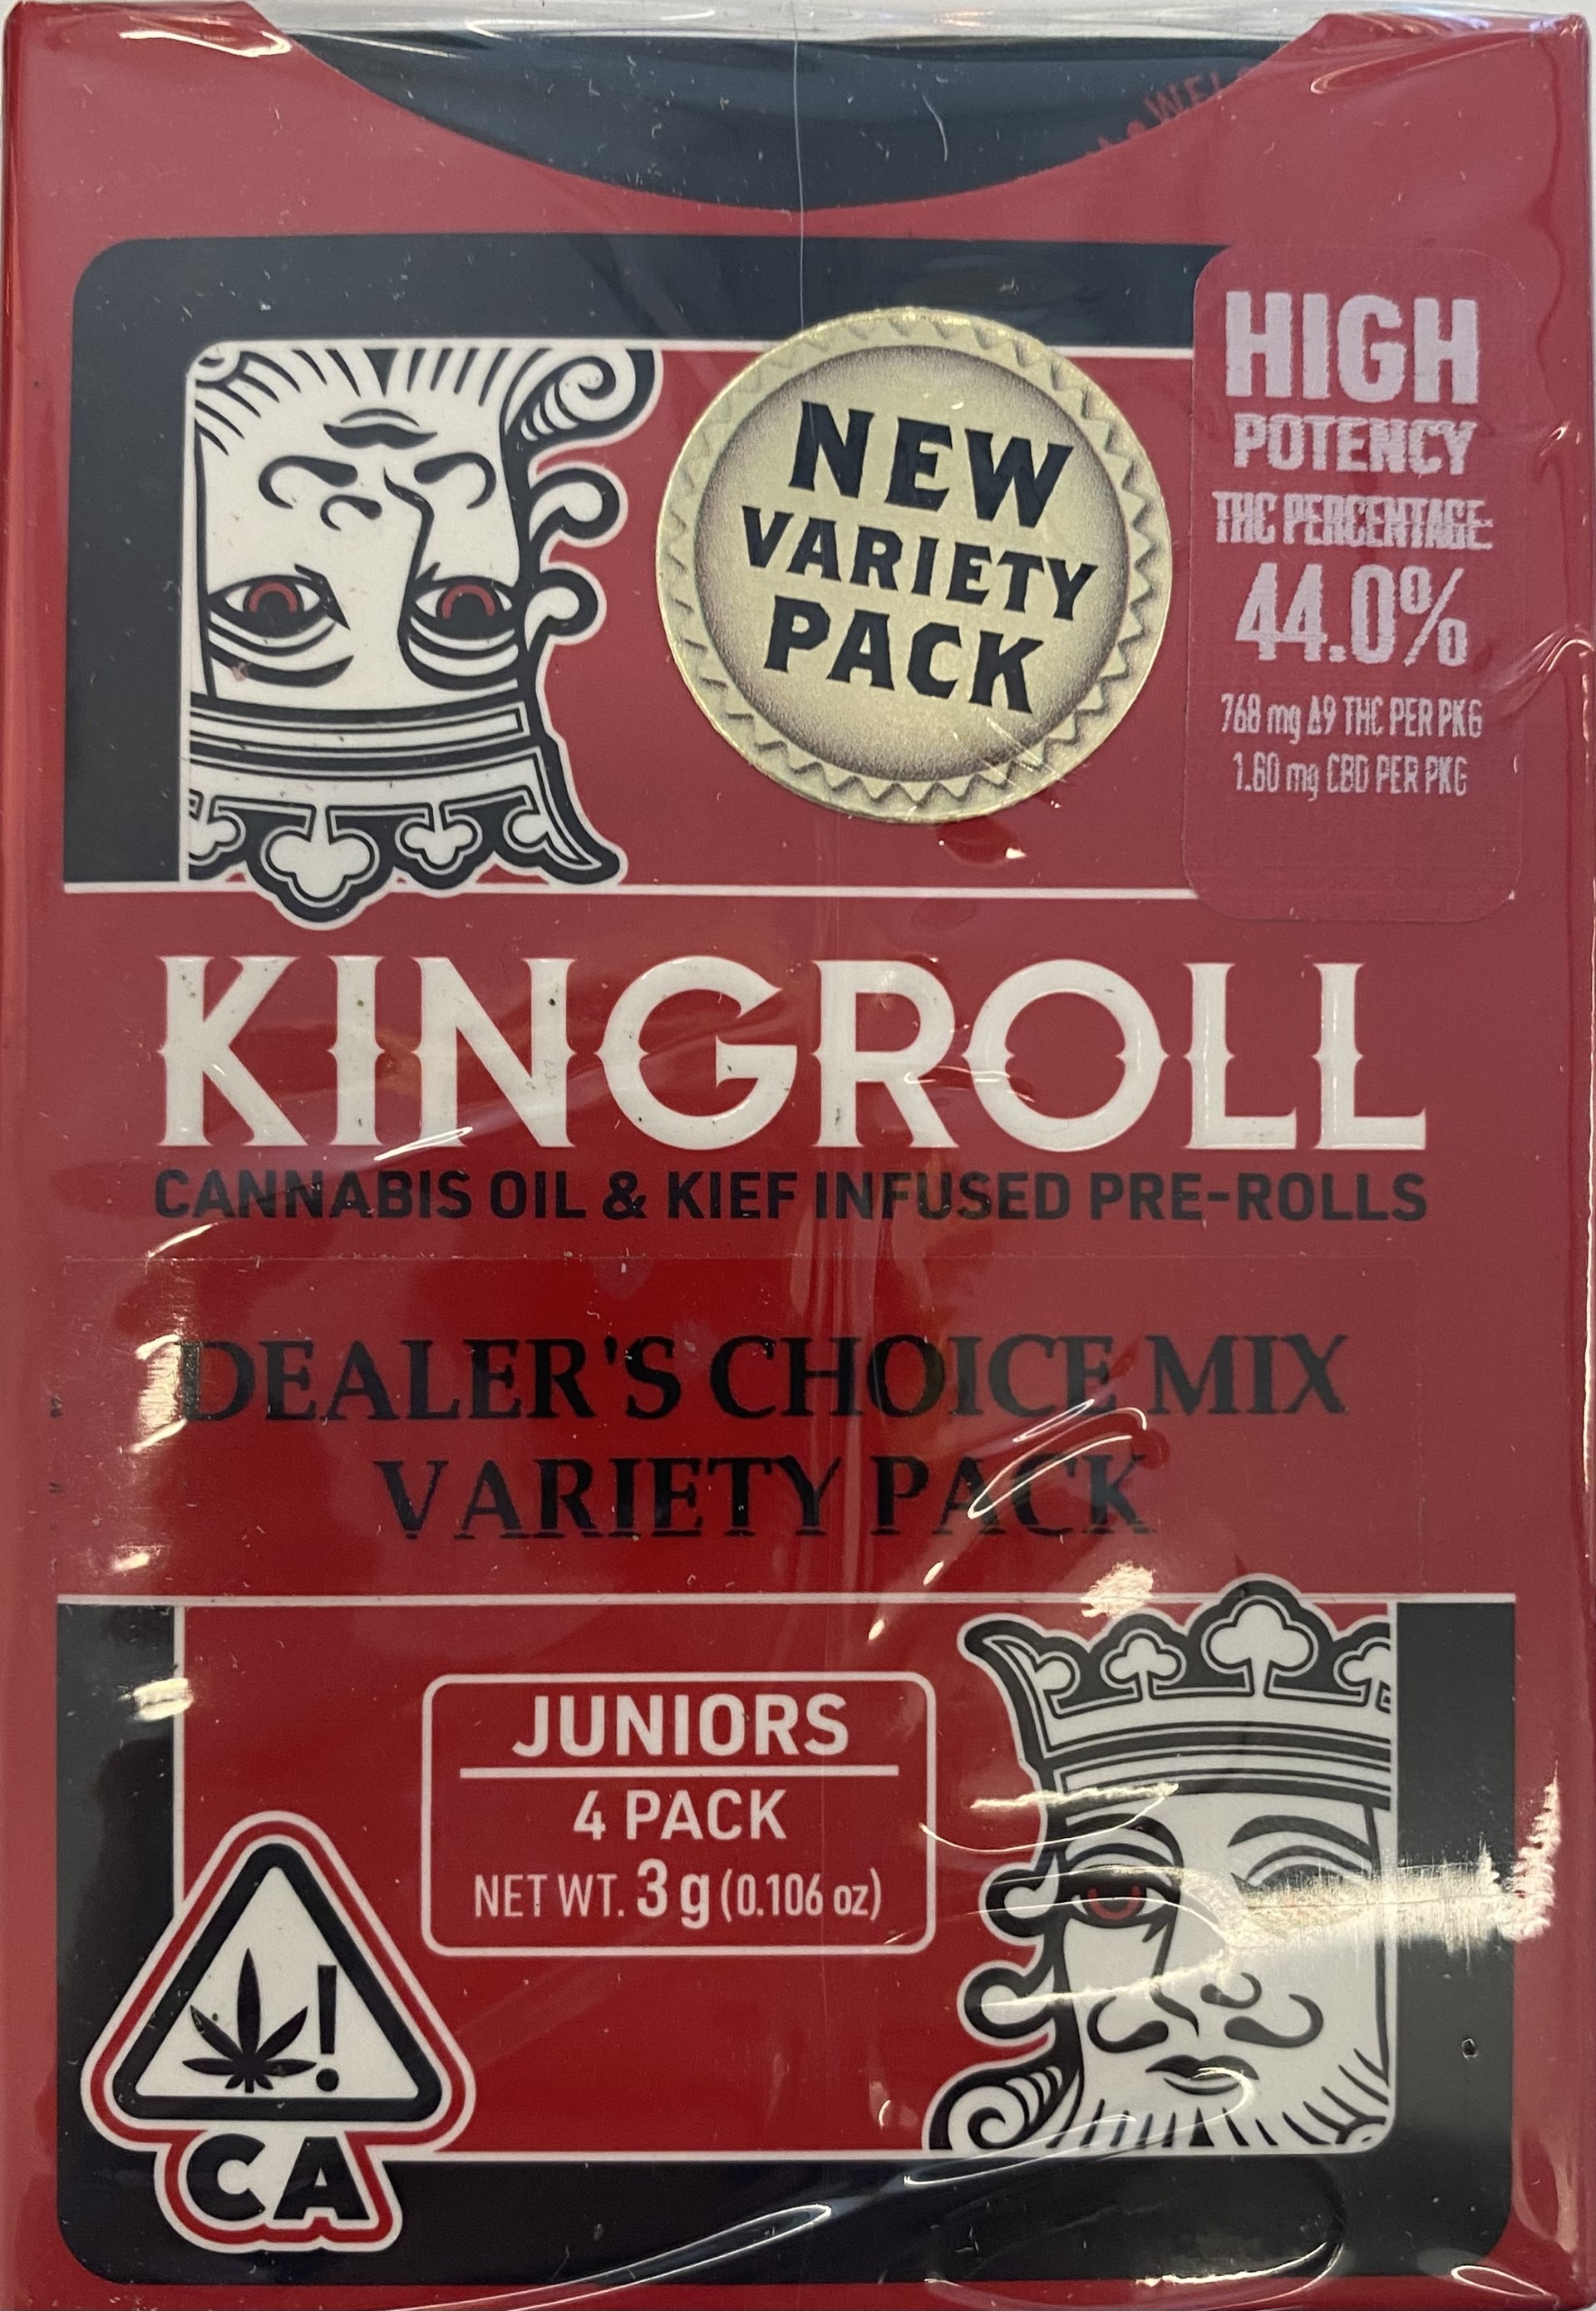 NEW
VARIETY
PACK
HIGH
POTENCY
THC PERCENTAGE
44.0%
768 mg Δ9 THC PER PKG
1.60 mg CBD PER PKG
KINGROLL
CANNABIS OIL & KIEF INFUSED PRE-ROLLS
DEALER'S CHOICE MIX
VARIETY PACK
JUNIORS
4 PACK
NET WT. 3 g (0.106 oz)
!
CA